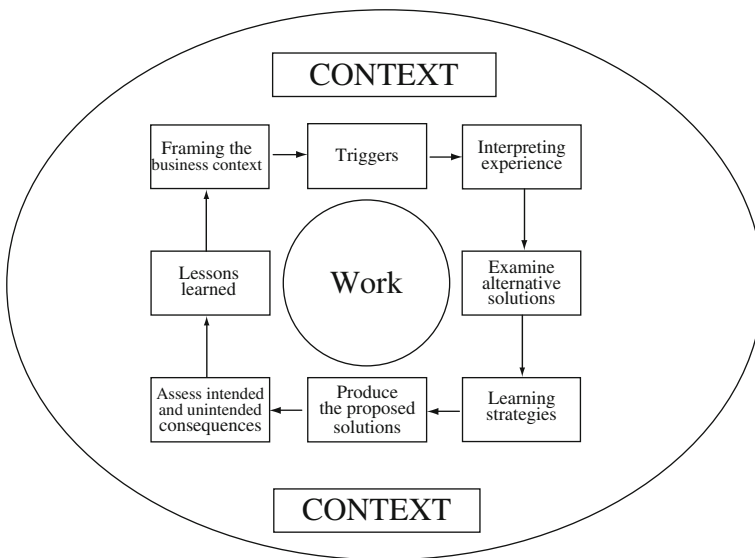 CONTEXT
Framing the
business context
Triggers
Interpreting
experience
Lessons
learned
Work
Examine
alternative
solutions
Assess intended
and unintended
consequences
Produce
the proposed
solutions
Learning
strategies
CONTEXT